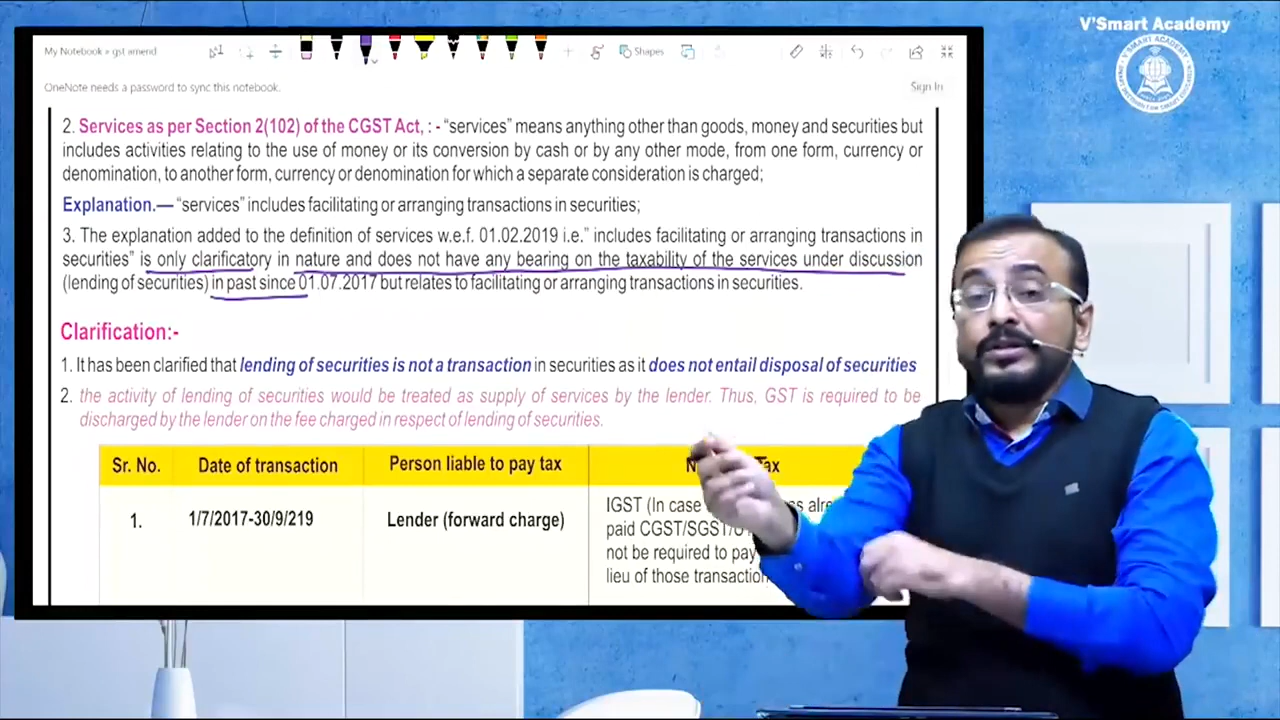 V'Smart Academy
My Notebook » gst amend
Shapes
OneNote needs a password to sync this notebook.
Sign In
2. Services as per Section 2(102) of the CGST Act, : - “services” means anything other than goods, money and securities but
includes activities relating to the use of money or its conversion by cash or by any other mode, from one form, currency or
denomination, to another form, currency or denomination for which a separate consideration is charged;
Explanation.— “services” includes facilitating or arranging transactions in securities;
3. The explanation added to the definition of services w.e.f. 01.02.2019 i.e.” includes facilitating or arranging transactions in
securities” is only clarificatory in nature and does not have any bearing on the taxability of the services under discussion
(lending of securities) in past since 01.07.2017 but relates to facilitating or arranging transactions in securities.
Clarification:-
1. It has been clarified that lending of securities is not a transaction in securities as it does not entail disposal of securities
2. the activity of lending of securities would be treated as supply of services by the lender. Thus, GST is required to be
discharged by the lender on the fee charged in respect of lending of securities.
Sr. No. Date of transaction Person liable to pay tax
1. 1/7/2017-30/9/219 Lender (forward charge)
IGST (In case
paid CGST/SGST/
not be required to pay
lieu of those